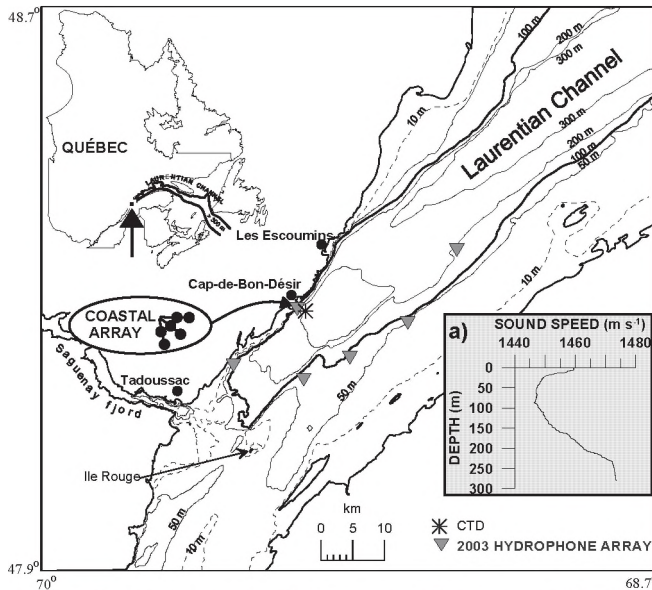 48.7°
QUÉBEC
LAURENTIAN CHANNEL
300 m
0
10 m
100 m
200 m
300 m
Laurentian Channel
300 m
200 m
100 m
50 m
10 m
Les Escoumins
Cap-de-Bon-Désir
COASTAL
ARRAY
Saguenay fjord
Tadoussac
50 m
Ile Rouge
50 m
10 m
km
0 5 10
a)
SOUND SPEED (m s-1)
1440 1460 1480
DEPTH (m)
0
50
100
150
200
250
300
CTD
2003 HYDROPHONE ARRAY
47.9°
70°
68.7